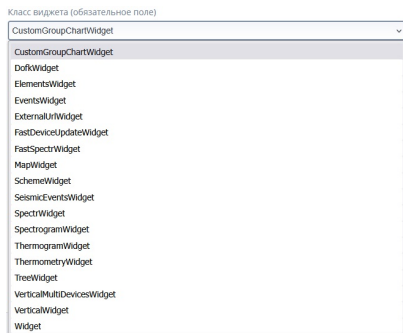 Класс виджета (обязательное поле)
CustomGroupChartWidget
CustomGroupChartWidget
DofkWidget
ElementsWidget
EventsWidget
ExternalUrlWidget
FastDeviceUpdateWidget
FastSpectrWidget
MapWidget
SchemeWidget
SeismicEventsWidget
SpectrWidget
SpectrogramWidget
ThermogramWidget
ThermometryWidget
TreeWidget
VerticalMultiDevicesWidget
VerticalWidget
Widget